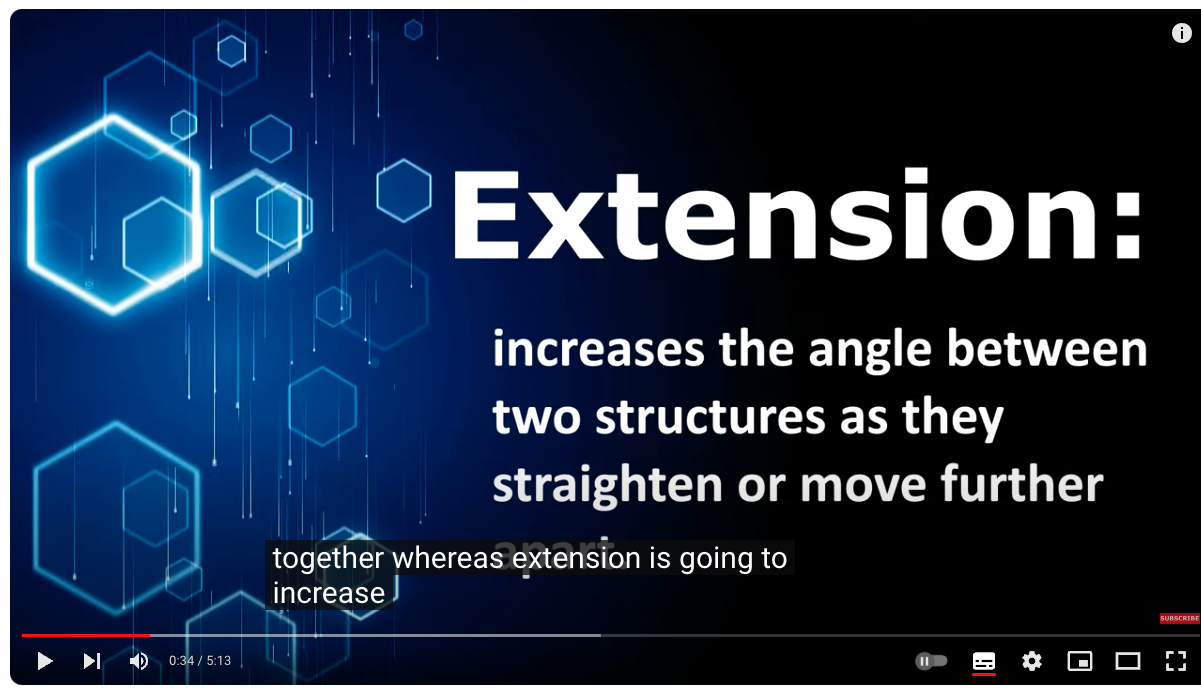 Extension:
increases the angle between
two structures as they
straighten or move further
apart.
together whereas extension is going to
increase
SUBSCRIBE
0:34 / 5:13